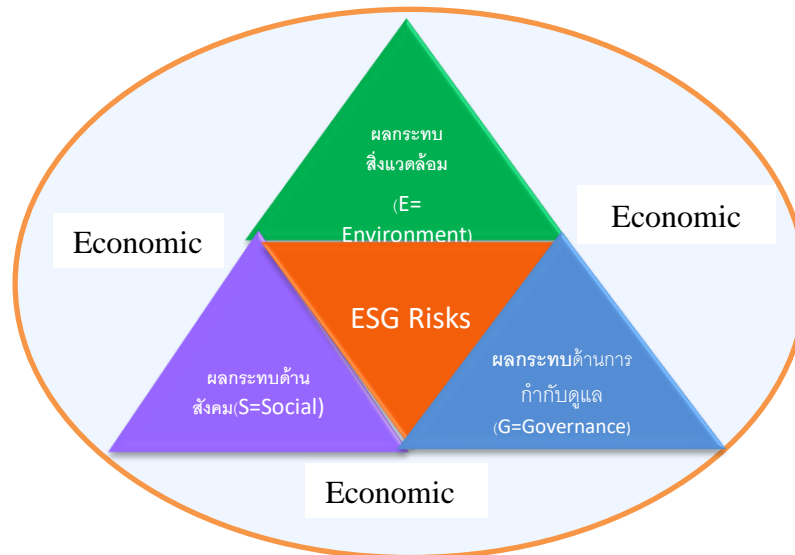 ผลกระทบ
สิ่งแวดล้อม
(E=
Environment)
Economic
Economic
ESG Risks
ผลกระทบด้าน
สังคม(S=Social)
ผลกระทบด้านการ
กำกับดูแล
(G=Governance)
Economic